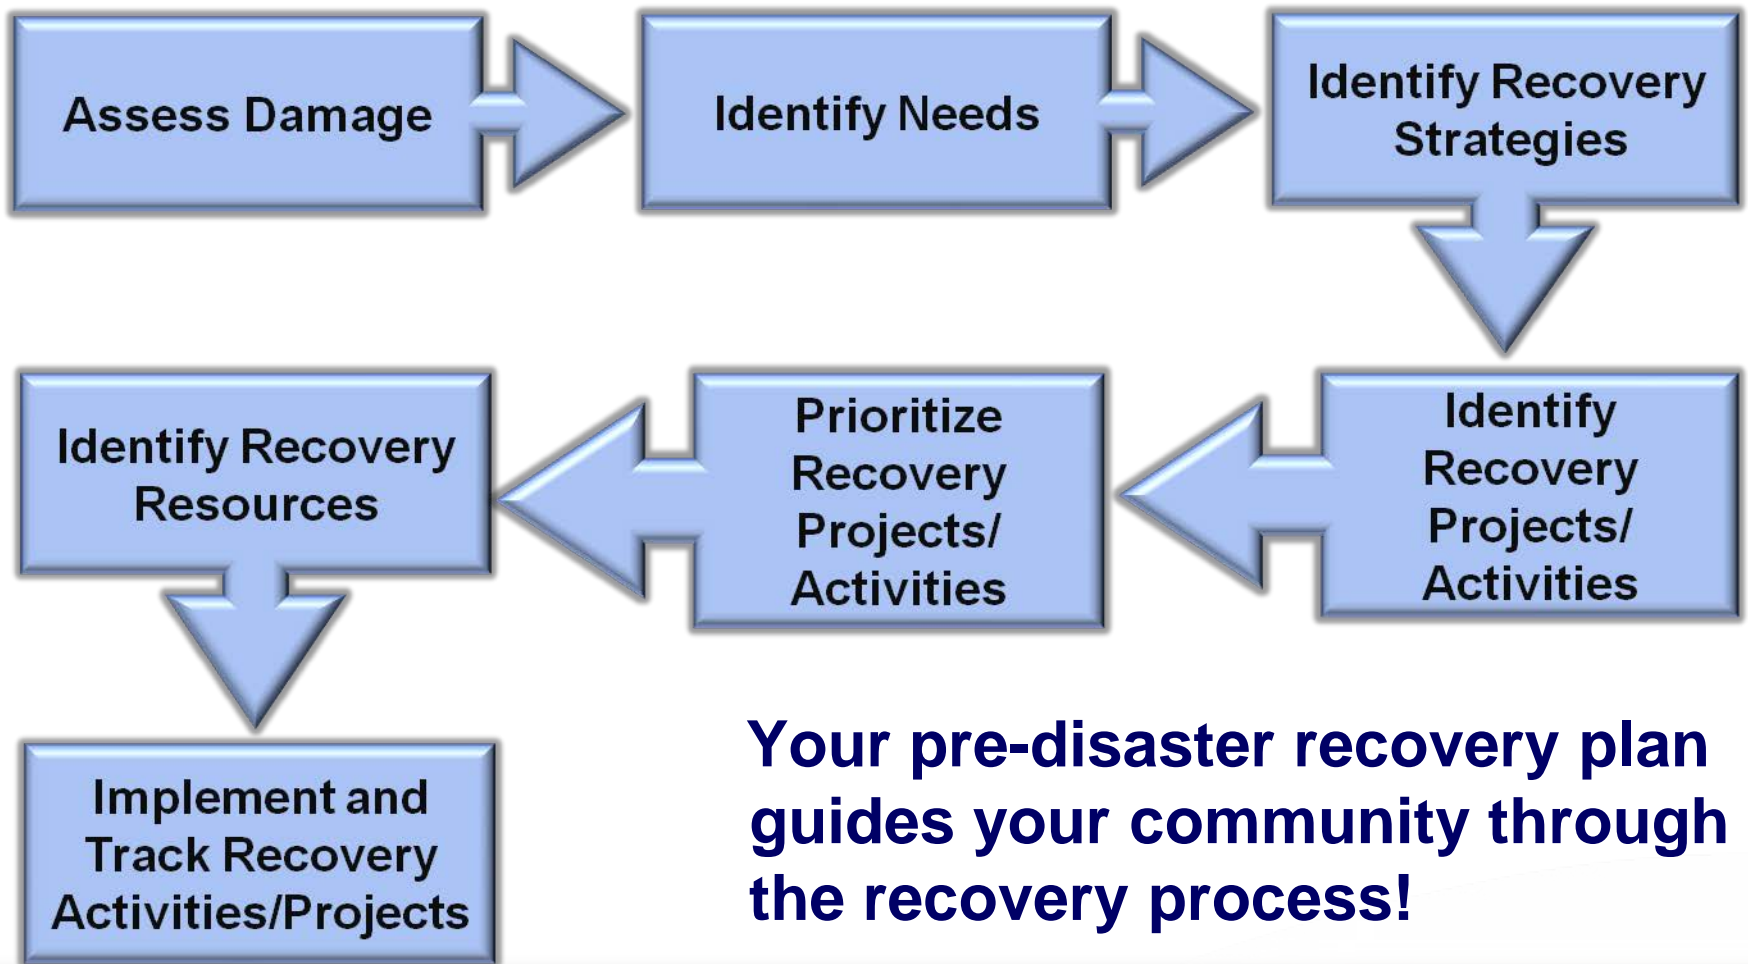 Assess Damage
Identify Needs
Identify Recovery
Strategies
Identify
Recovery
Projects/
Activities
Prioritize
Recovery
Projects/
Activities
Identify Recovery
Resources
Implement and
Track Recovery
Activities/Projects
Your pre-disaster recovery plan
guides your community through
the recovery process!